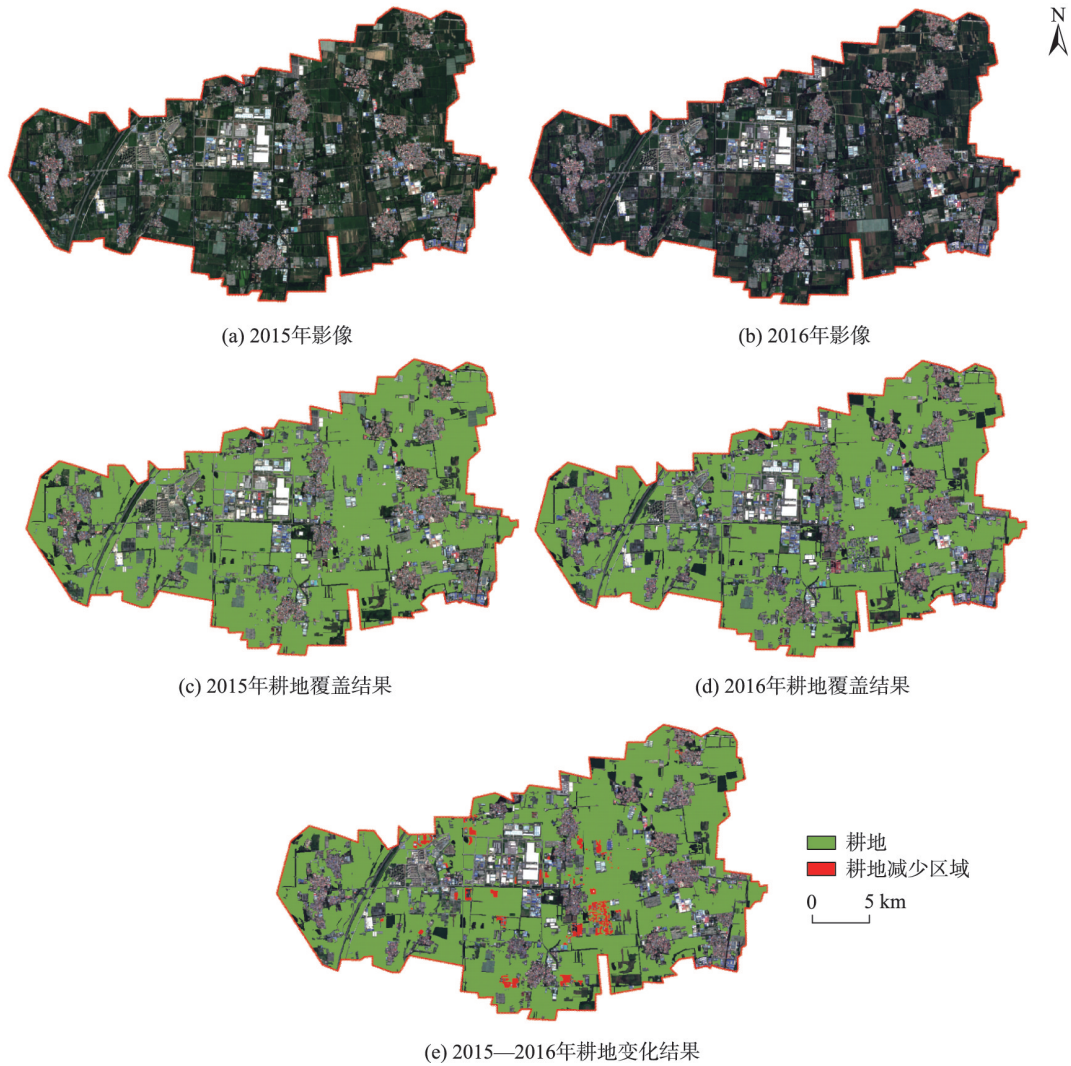 N
(a) 2015年影像
(b) 2016年影像
(c) 2015年耕地覆盖结果
(d) 2016年耕地覆盖结果
耕地
耕地减少区域
0 5 km
(e) 2015—2016年耕地变化结果